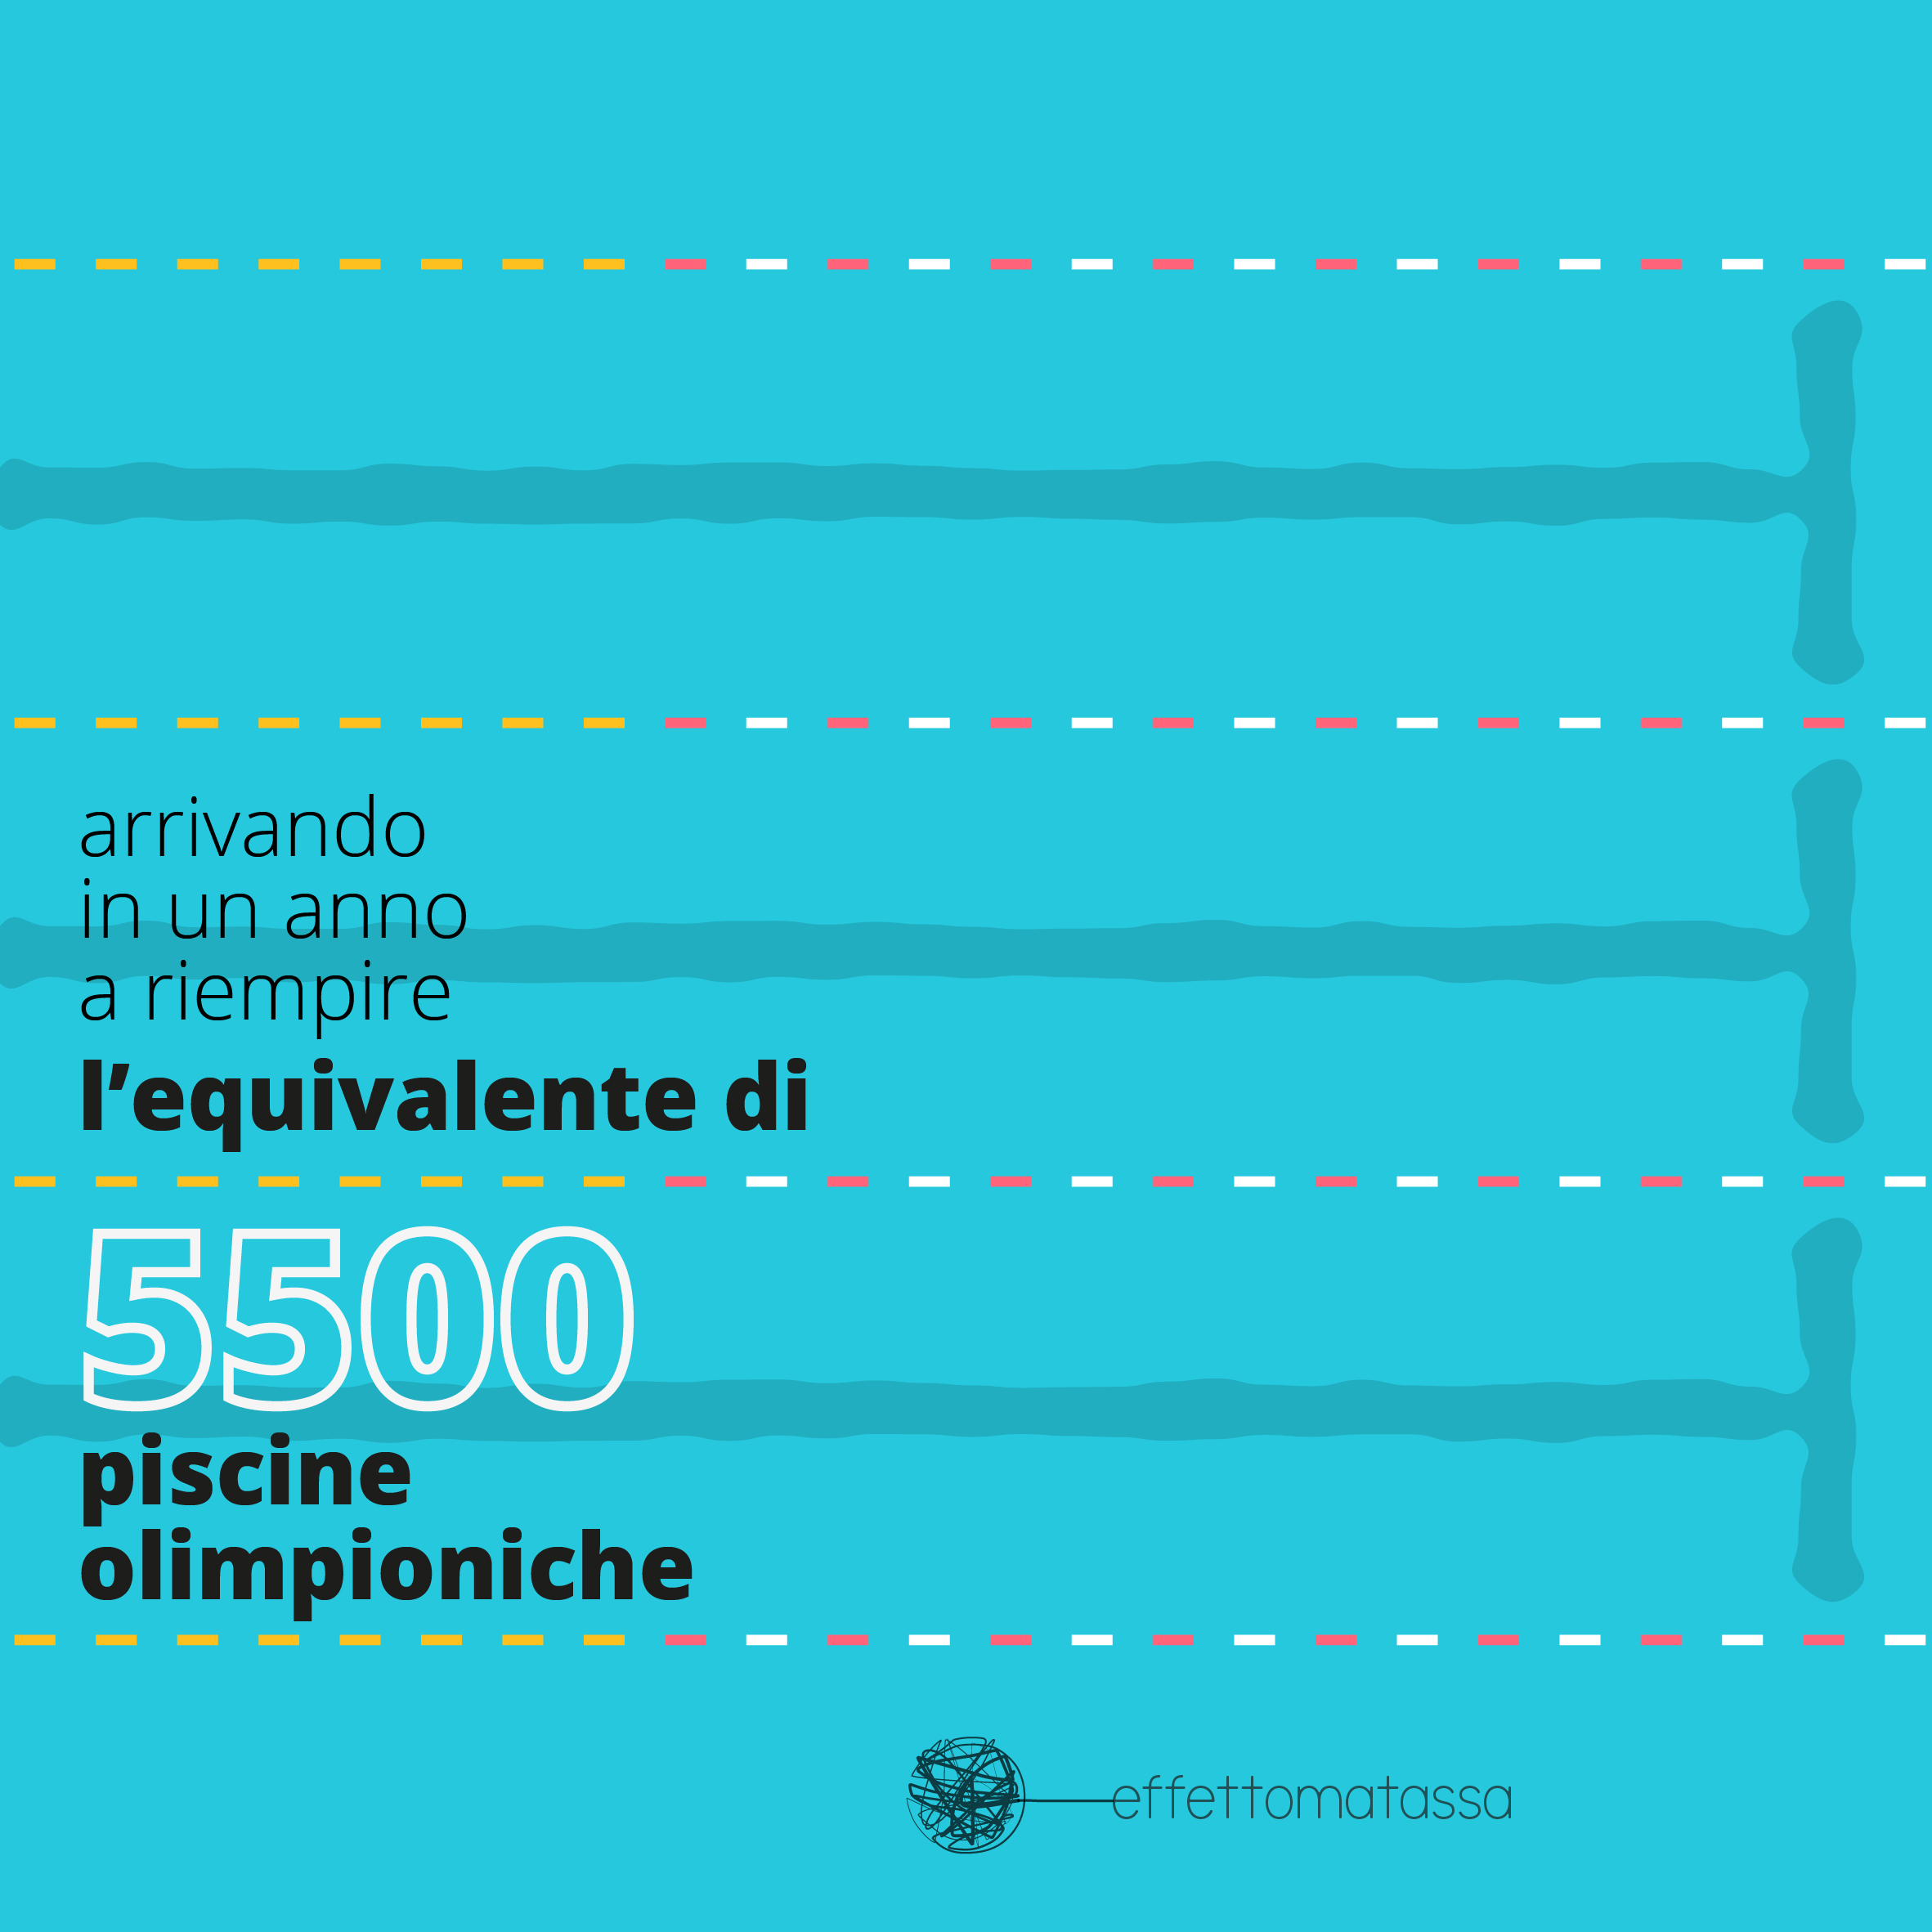 arrivando
in un anno
a riempire
l’equivalente di
5500
piscine
olimpioniche
effettomatassa